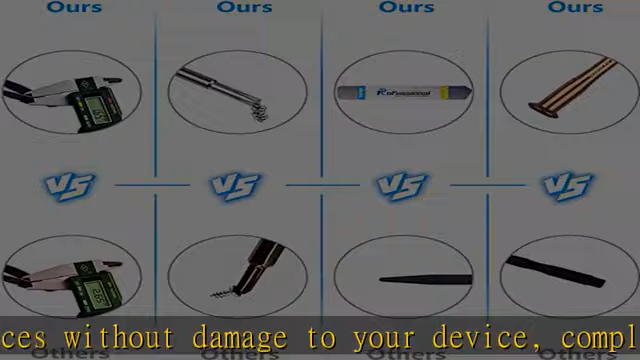 Ours Ours Ours Ours
Professional
VS VS VS VS
ces without damage to your device, compl
Others Others Others Others